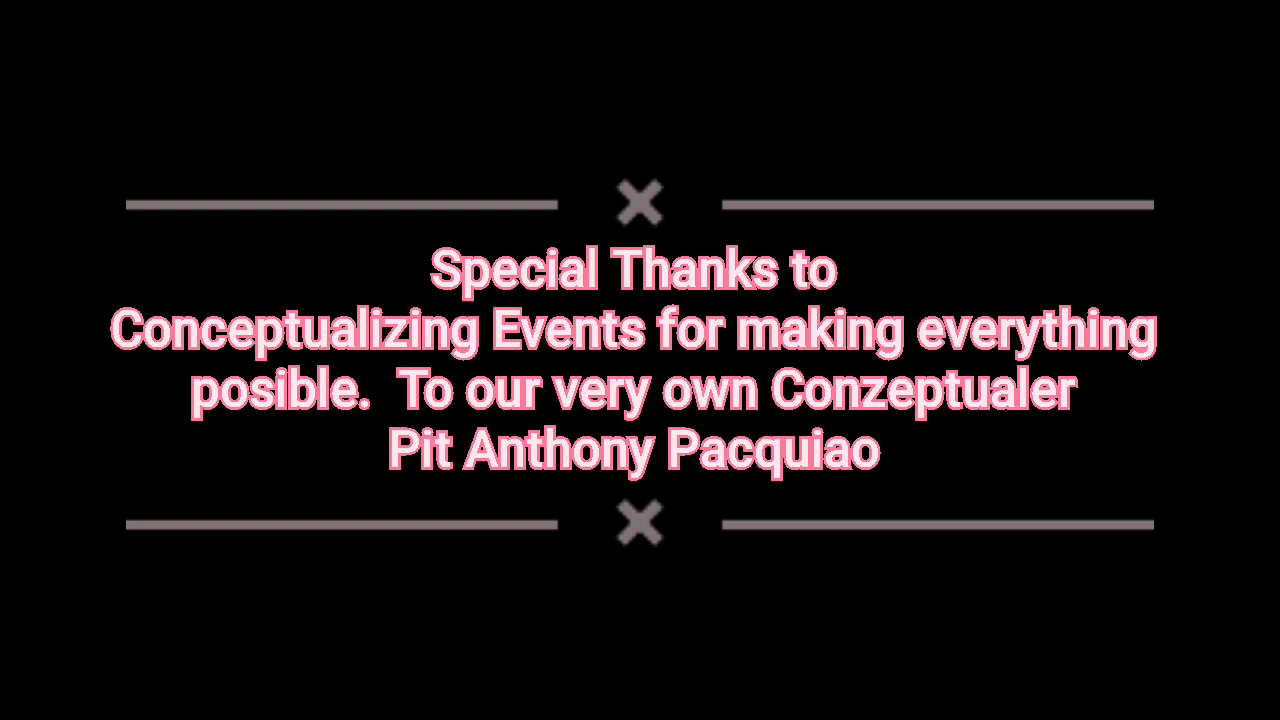 Special Thanks to
Conceptualizing Events for making everything
posible.  To our very own Conzeptualer
Pit Anthony Pacquiao